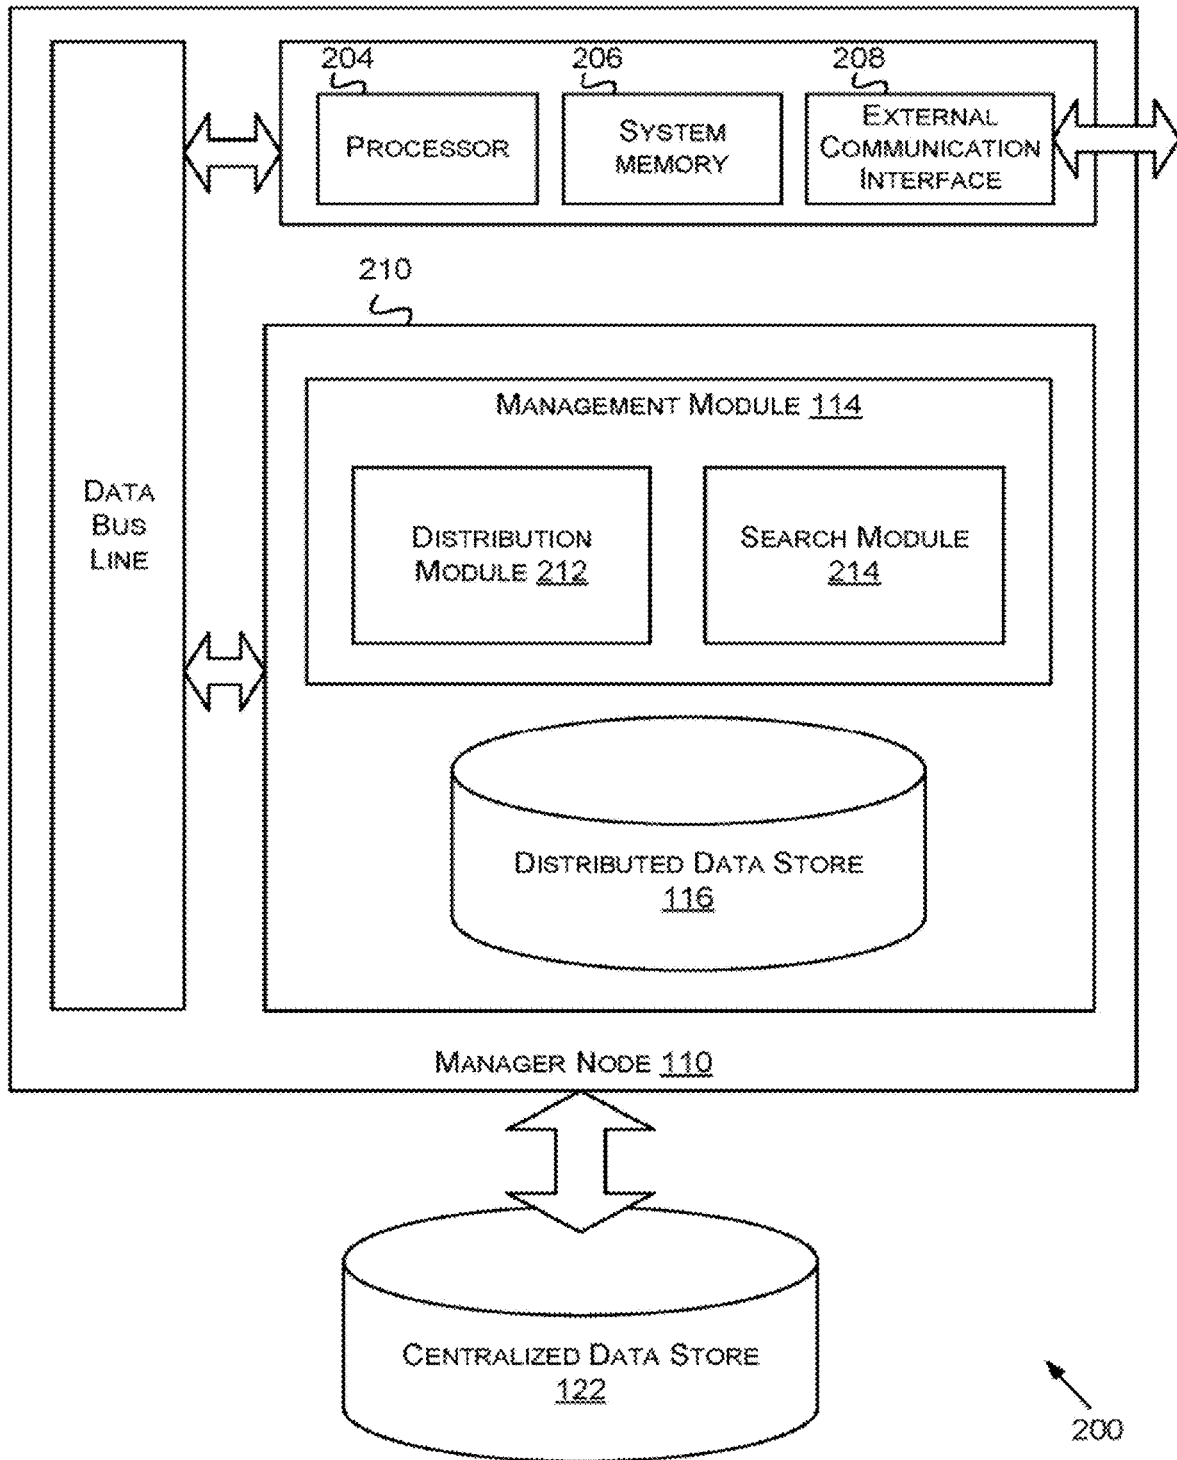 204
206
208
PROCESSOR
SYSTEM
MEMORY
EXTERNAL
COMMUNICATION
INTERFACE
210
MANAGEMENT MODULE 114
DATA
BUS
LINE
DISTRIBUTION
MODULE 212
SEARCH MODULE
214
DISTRIBUTED DATA STORE
116
MANAGER NODE 110
CENTRALIZED DATA STORE
122
200